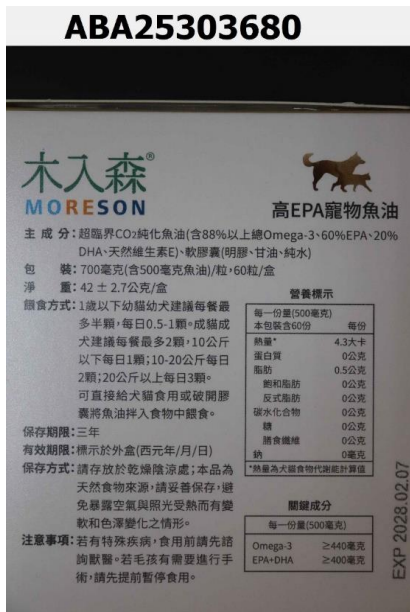 ABA25303680
木入森®
MORESON
高EPA寵物魚油
主成分:超臨界CO2純化魚油(含88%以上總Omega-3、60%EPA、20%
DHA、天然維生素E)、軟膠囊(明膠、甘油、純水)
包裝:700毫克(含500毫克魚油)/粒,60粒/盒
淨重:42 ± 2.7公克/盒
餵食方式:1歲以下幼貓幼犬建議每餐最
多半顆,每日0.5-1顆。成貓成
犬建議每餐最多2顆,10公斤
以下每日1顆;10-20公斤每日
2顆;20公斤以上每日3顆。
可直接給犬貓食用或破開膠
囊將魚油拌入食物中餵食。
保存期限:三年
有效期限:標示於外盒(西元年/月/日)
保存方式:請存放於乾燥陰涼處;本品為
天然食物來源,請妥善保存,避
免暴露空氣與照光受熱而有變
軟和色澤變化之情形。
注意事項:若有特殊疾病,食用前請先諮
詢獸醫。若毛孩有需要進行手
術,請先提前暫停食用。
營養標示
每一份量(500毫克)
本包裝含60份 每份
熱量* 4.3大卡
蛋白質 0公克
脂肪 0.5公克
飽和脂肪 0公克
反式脂肪 0公克
碳水化合物 0公克
糖 0公克
膳食纖維 0公克
鈉 0毫克
*熱量為犬貓食物代謝能計算值
關鍵成分
每一份量(500毫克)
Omega-3 ≥440毫克
EPA+DHA ≥400毫克
EXP 2028.02.07